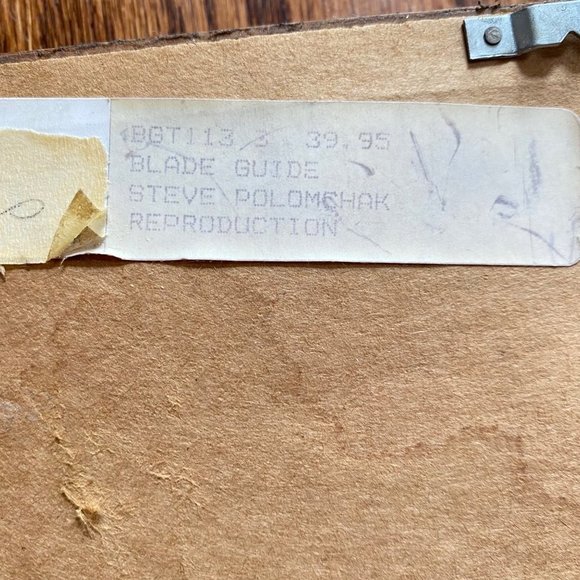 BGT113 3 39.95
BLADE GUIDE
STEVE POLOMCHAK
REPRODUCTION